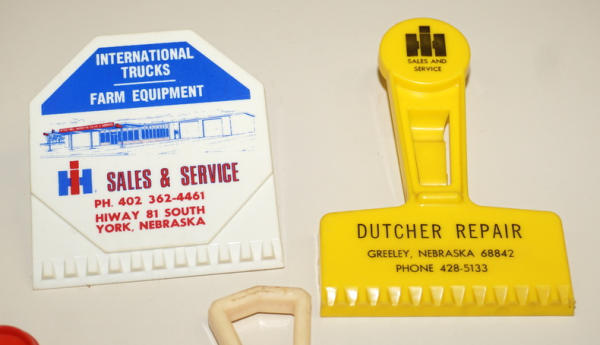 INTERNATIONAL
TRUCKS
FARM EQUIPMENT
IH SALES & SERVICE
PH. 402 362-4461
HIWAY 81 SOUTH
YORK, NEBRASKA
IH
SALES AND
SERVICE
DUTCHER REPAIR
GREELEY, NEBRASKA 68842
PHONE 428-5133